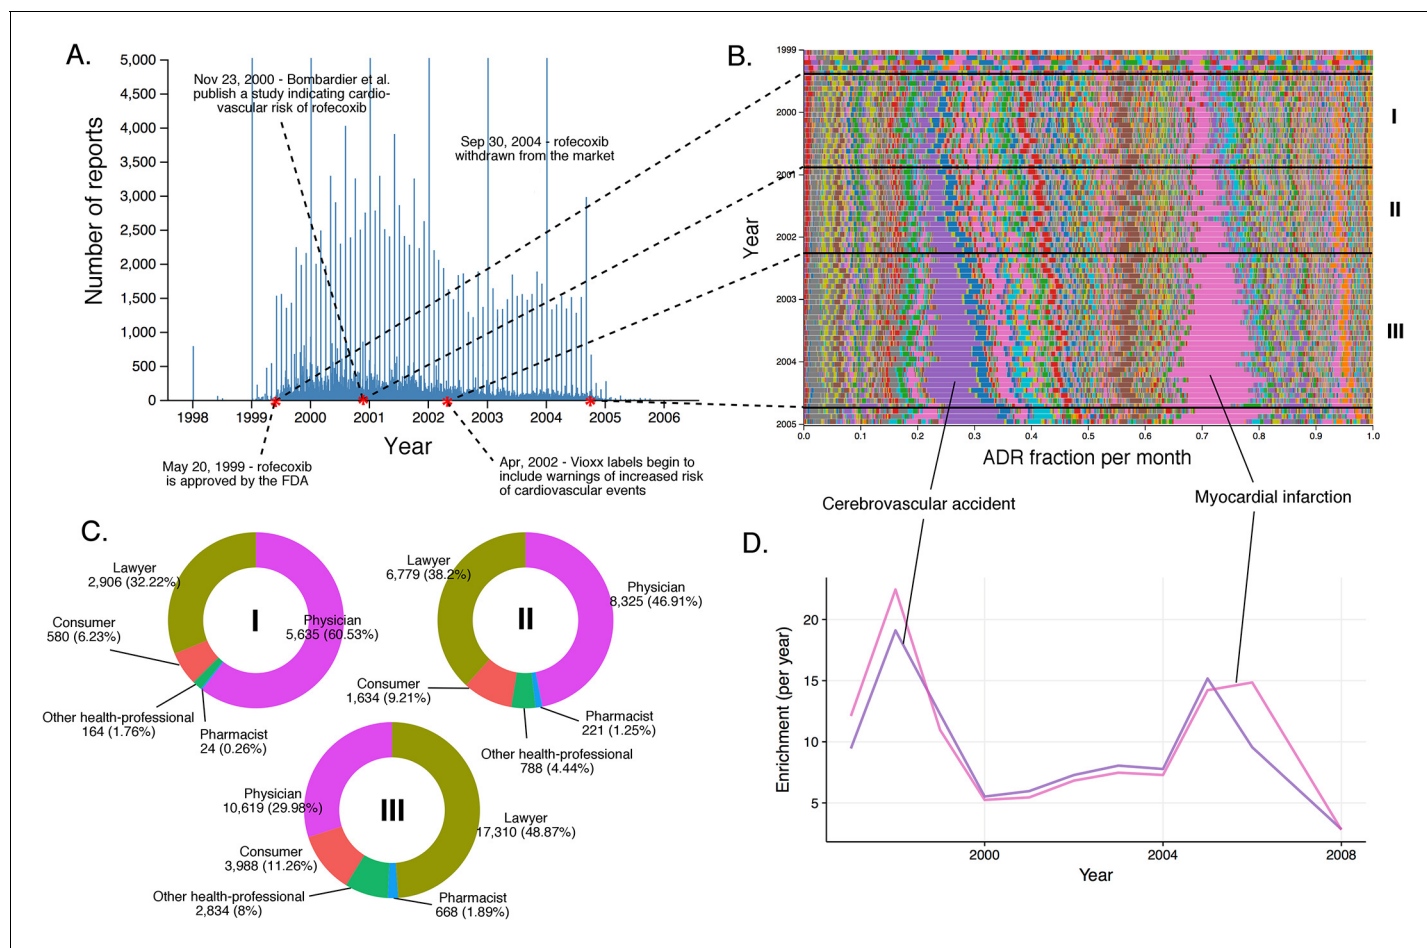 A.
5,000
4,500
4,000
3,500
3,000
2,500
2,000
1,500
1,000
500
0
Number of reports
Nov 23, 2000 - Bombardier et al.
publish a study indicating cardio-
vascular risk of rofecoxib
Sep 30, 2004 - rofecoxib
withdrawn from the market
1998
1999
2000
2001
2002
2003
2004
2005
2006
Year
May 20, 1999 - rofecoxib
is approved by the FDA
Apr, 2002 - Vioxx labels begin to
include warnings of increased risk
of cardiovascular events
B.
1999
2000
2001
2002
2003
2004
2005
Year
I
II
III
0.0
0.1
0.2
0.3
0.4
0.5
0.6
0.7
0.8
0.9
1.0
ADR fraction per month
Cerebrovascular accident
Myocardial infarction
C.
Lawyer
2,906 (32.22%)
Consumer
580 (6.23%)
Other health-professional
164 (1.76%)
Pharmacist
24 (0.26%)
Physician
5,635 (60.53%)
I
Lawyer
6,779 (38.2%)
Physician
8,325 (46.91%)
Consumer
1,634 (9.21%)
Pharmacist
221 (1.25%)
Other health-professional
788 (4.44%)
II
Physician
10,619 (29.98%)
Lawyer
17,310 (48.87%)
Consumer
3,988 (11.26%)
Other health-professional
2,834 (8%)
Pharmacist
668 (1.89%)
III
D.
20
15
10
5
Enrichment (per year)
2000
2004
2008
Year